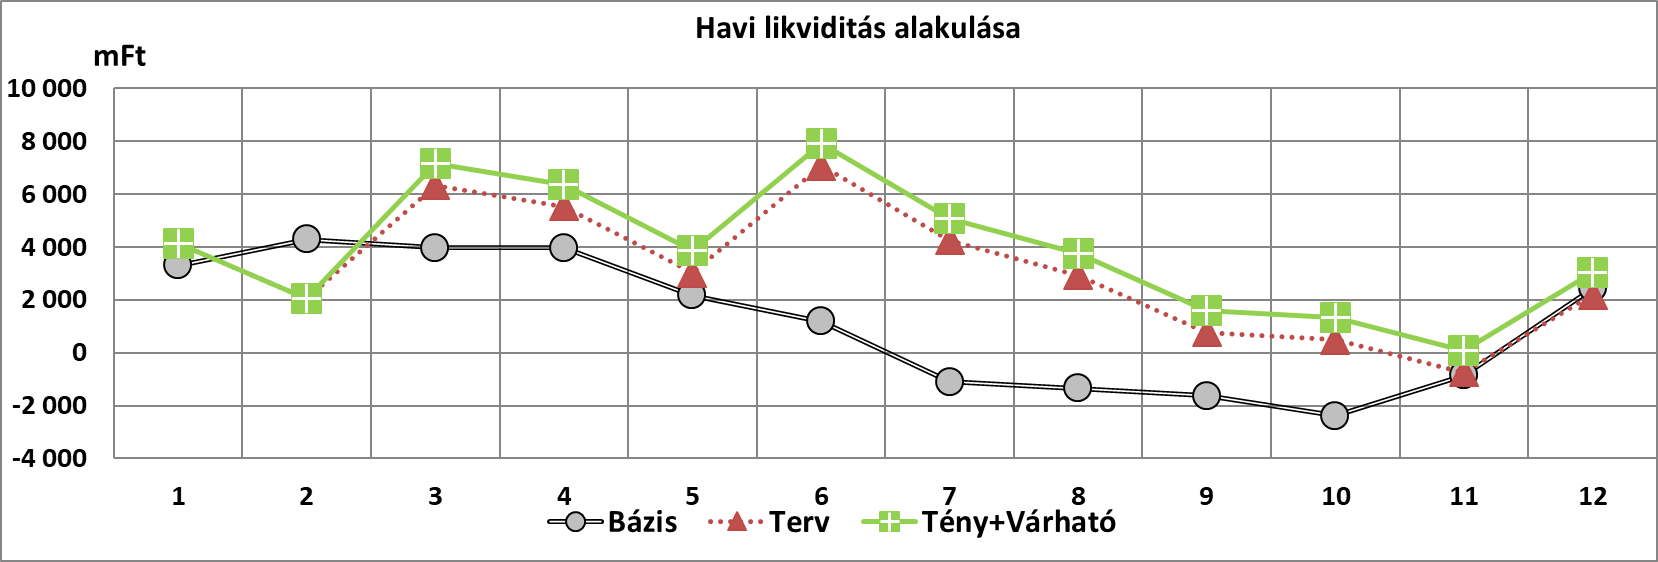 Havi likviditás alakulása
mFt
10 000
8 000
6 000
4 000
2 000
0
-2 000
-4 000
1 2 3 4 5 6 7 8 9 10 11 12
Bázis Terv Tény+Várható